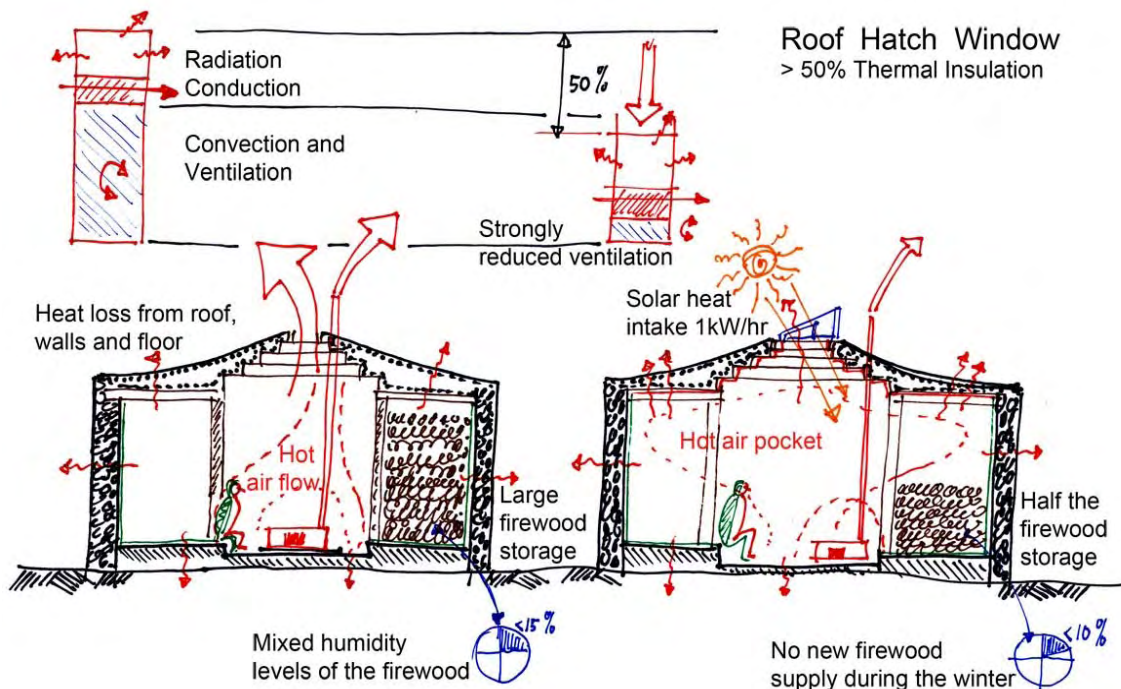 Roof Hatch Window
> 50% Thermal Insulation
Radiation
Conduction
50%
Convection and
Ventilation
Strongly
reduced ventilation
Heat loss from roof,
walls and floor
Solar heat
intake 1kW/hr
Hot
air flow
Hot air pocket
Large
firewood
storage
Half the
firewood
storage
<15%
Mixed humidity
levels of the firewood
<10%
No new firewood
supply during the winter